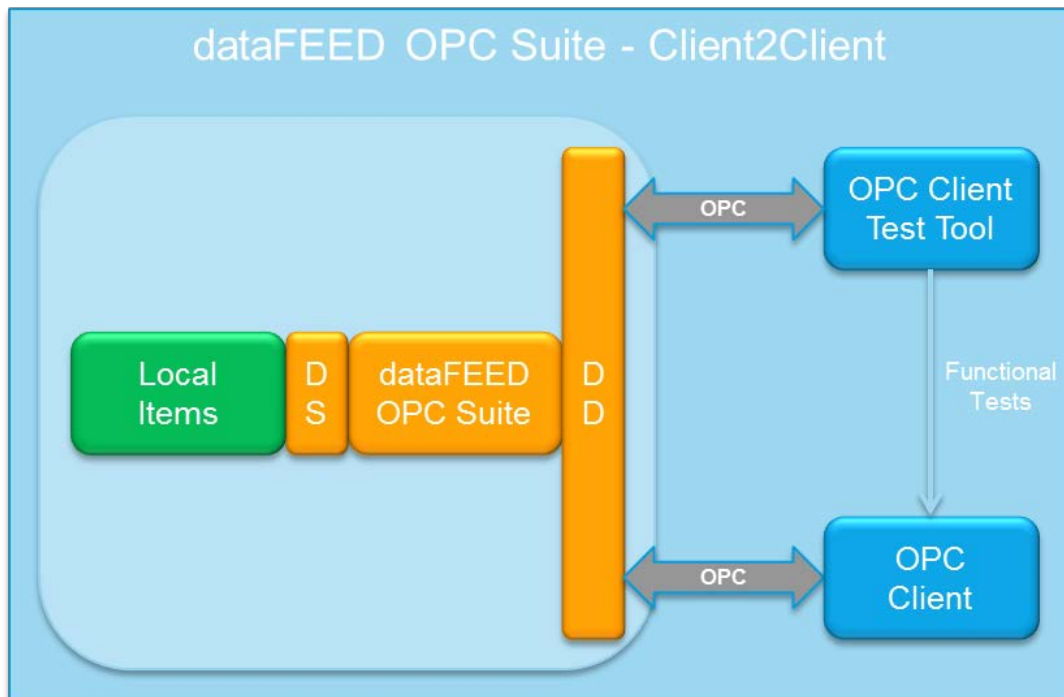 dataFEED OPC Suite - Client2Client
OPC
OPC Client
Test Tool
Local
Items
D
S
dataFEED
OPC Suite
D
D
Functional
Tests
OPC
OPC
Client